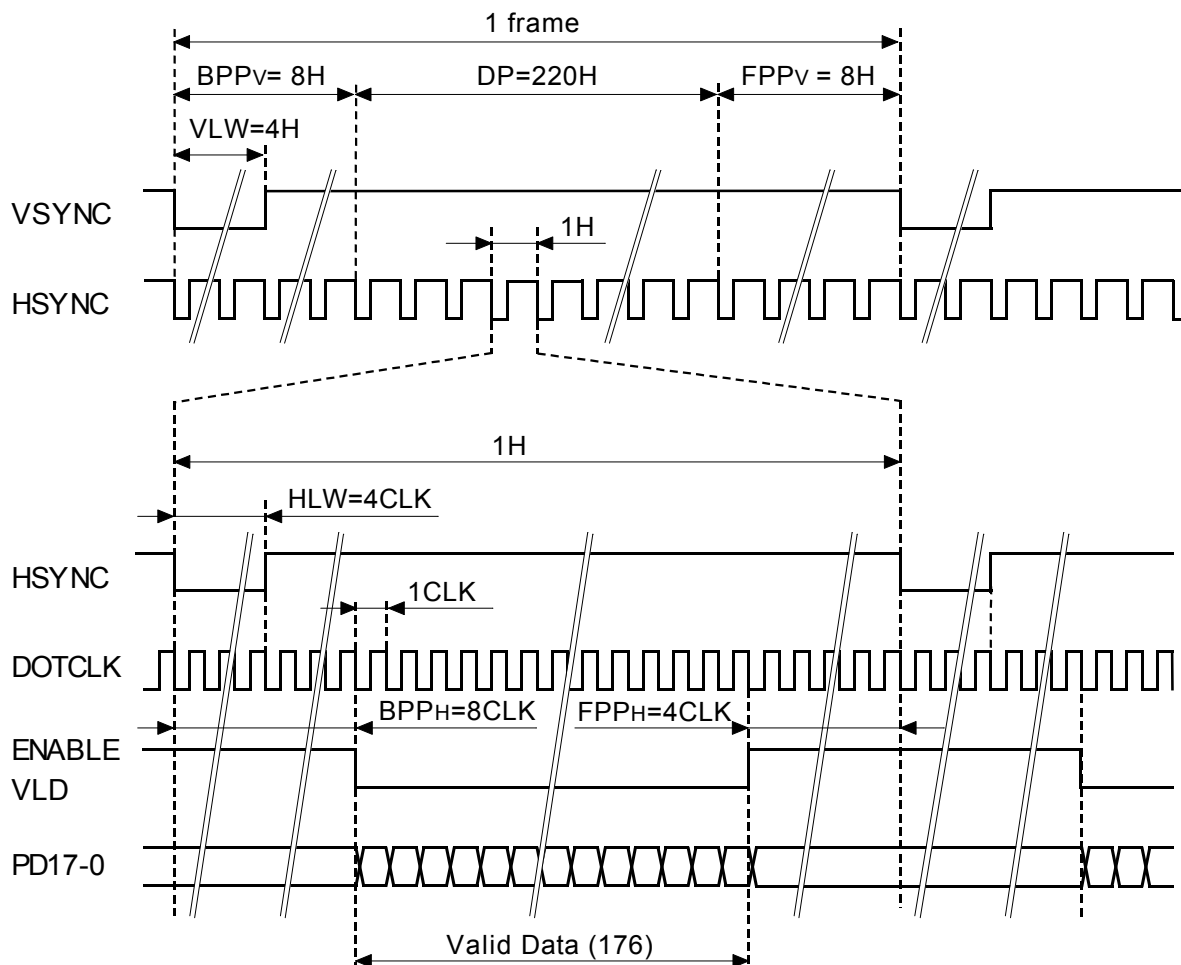 1 frame
BPPV= 8H
DP=220H
FPPV = 8H
VLW=4H
VSYNC
1H
HSYNC
1H
HLW=4CLK
HSYNC
1CLK
DOTCLK
BPPH=8CLK
FPPH=4CLK
ENABLE
VLD
PD17-0
Valid Data (176)